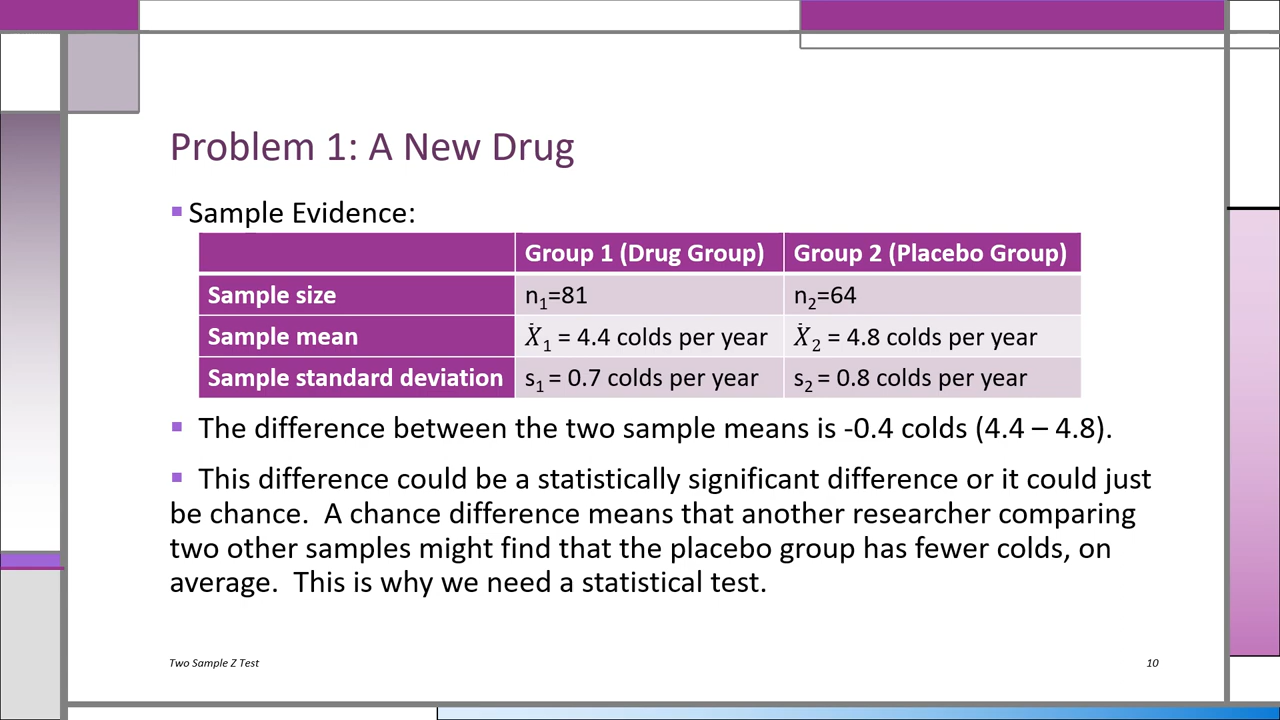 Problem 1: A New Drug
▪ Sample Evidence:
Group 1 (Drug Group) Group 2 (Placebo Group)
Sample size n₁=81 n₂=64
Sample mean Ẋ₁ = 4.4 colds per year Ẋ₂ = 4.8 colds per year
Sample standard deviation s₁ = 0.7 colds per year s₂ = 0.8 colds per year
▪ The difference between the two sample means is -0.4 colds (4.4 – 4.8).
▪ This difference could be a statistically significant difference or it could just
be chance. A chance difference means that another researcher comparing
two other samples might find that the placebo group has fewer colds, on
average. This is why we need a statistical test.
Two Sample Z Test 10